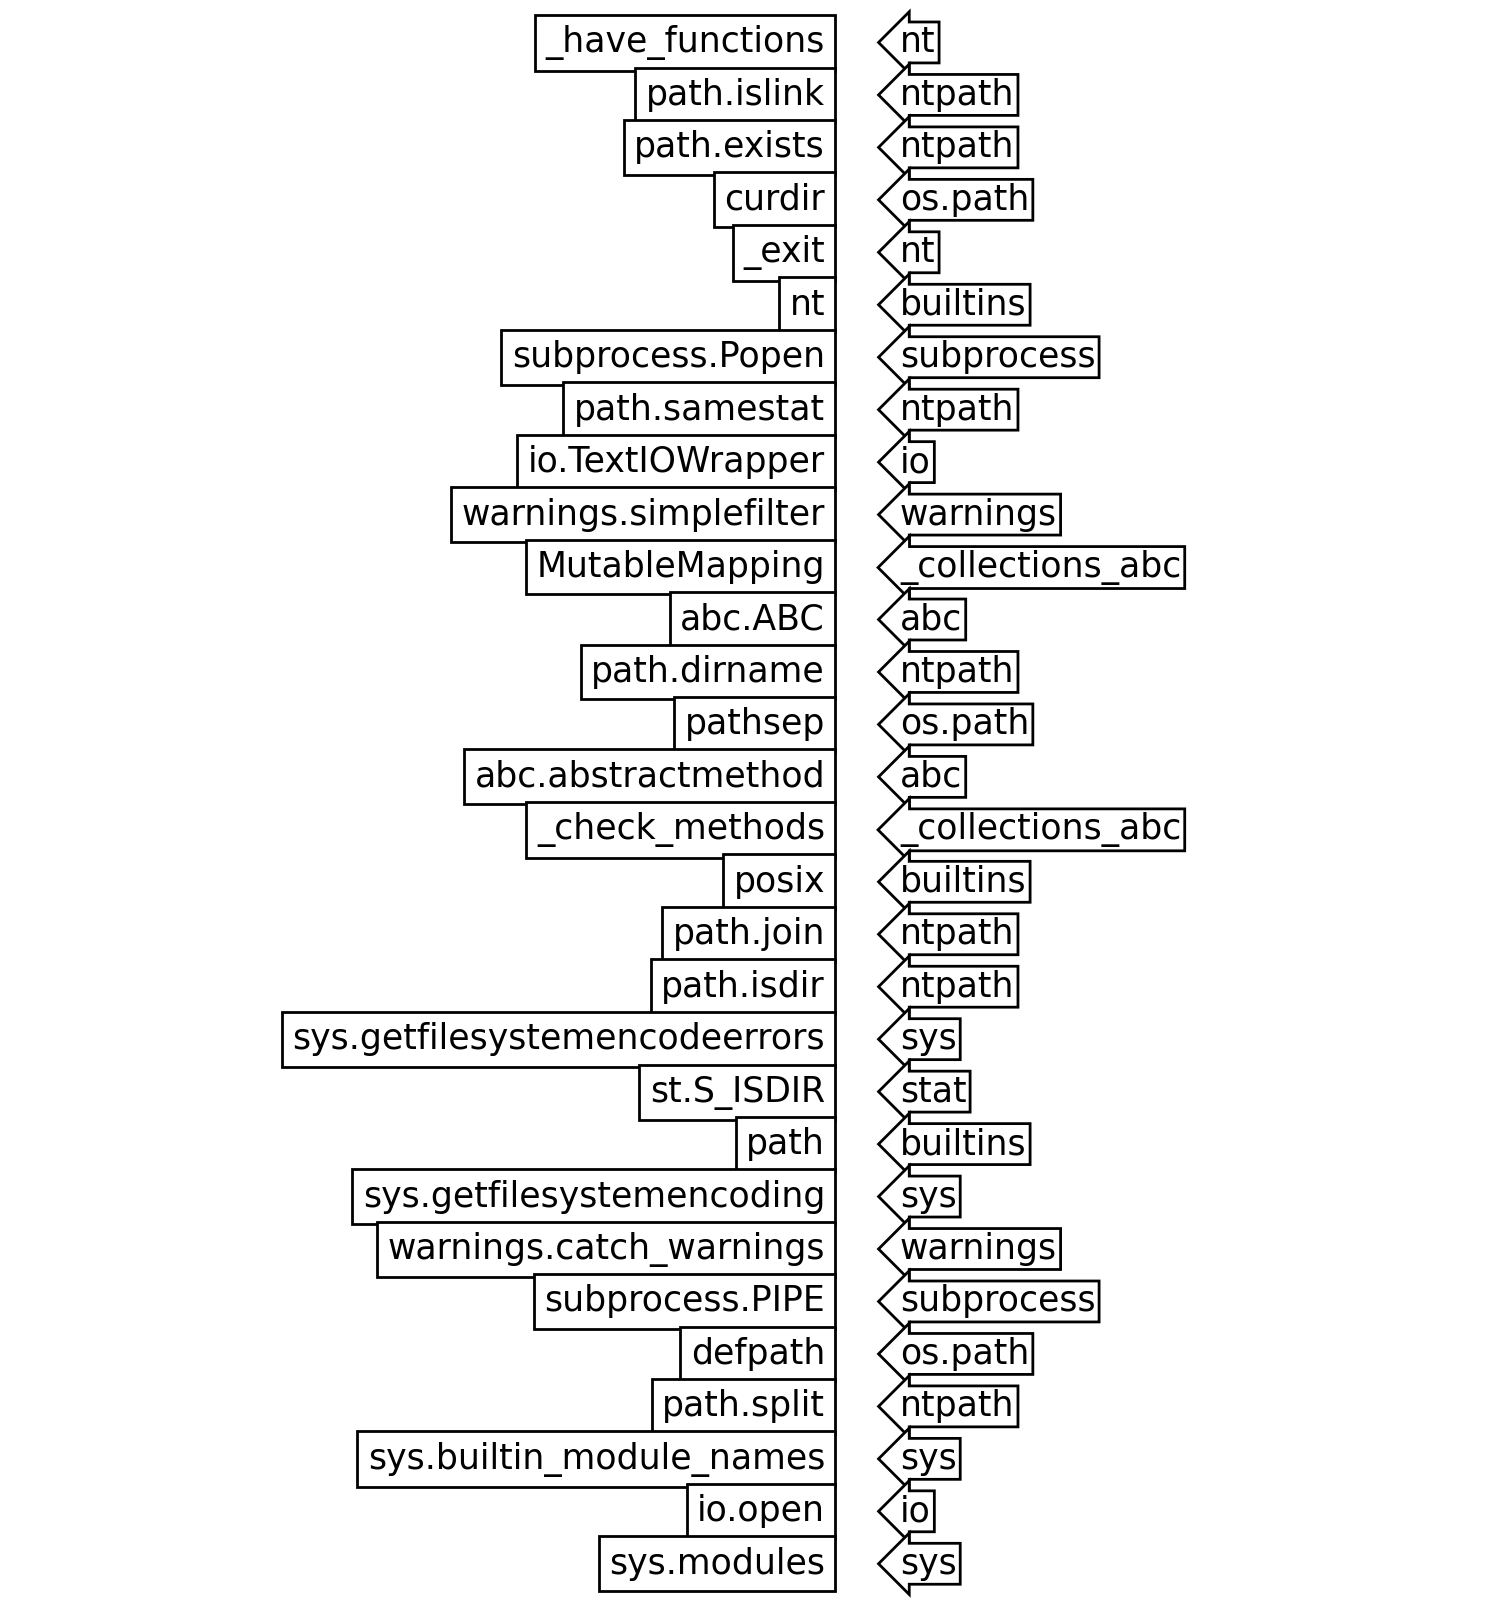 _have_functions nt
path.islink ntpath
path.exists ntpath
curdir os.path
_exit nt
nt builtins
subprocess.Popen subprocess
path.samestat ntpath
io.TextIOWrapper io
warnings.simplefilter warnings
MutableMapping _collections_abc
abc.ABC abc
path.dirname ntpath
pathsep os.path
abc.abstractmethod abc
_check_methods _collections_abc
posix builtins
path.join ntpath
path.isdir ntpath
sys.getfilesystemencodeerrors sys
st.S_ISDIR stat
path builtins
sys.getfilesystemencoding sys
warnings.catch_warnings warnings
subprocess.PIPE subprocess
defpath os.path
path.split ntpath
sys.builtin_module_names sys
io.open io
sys.modules sys